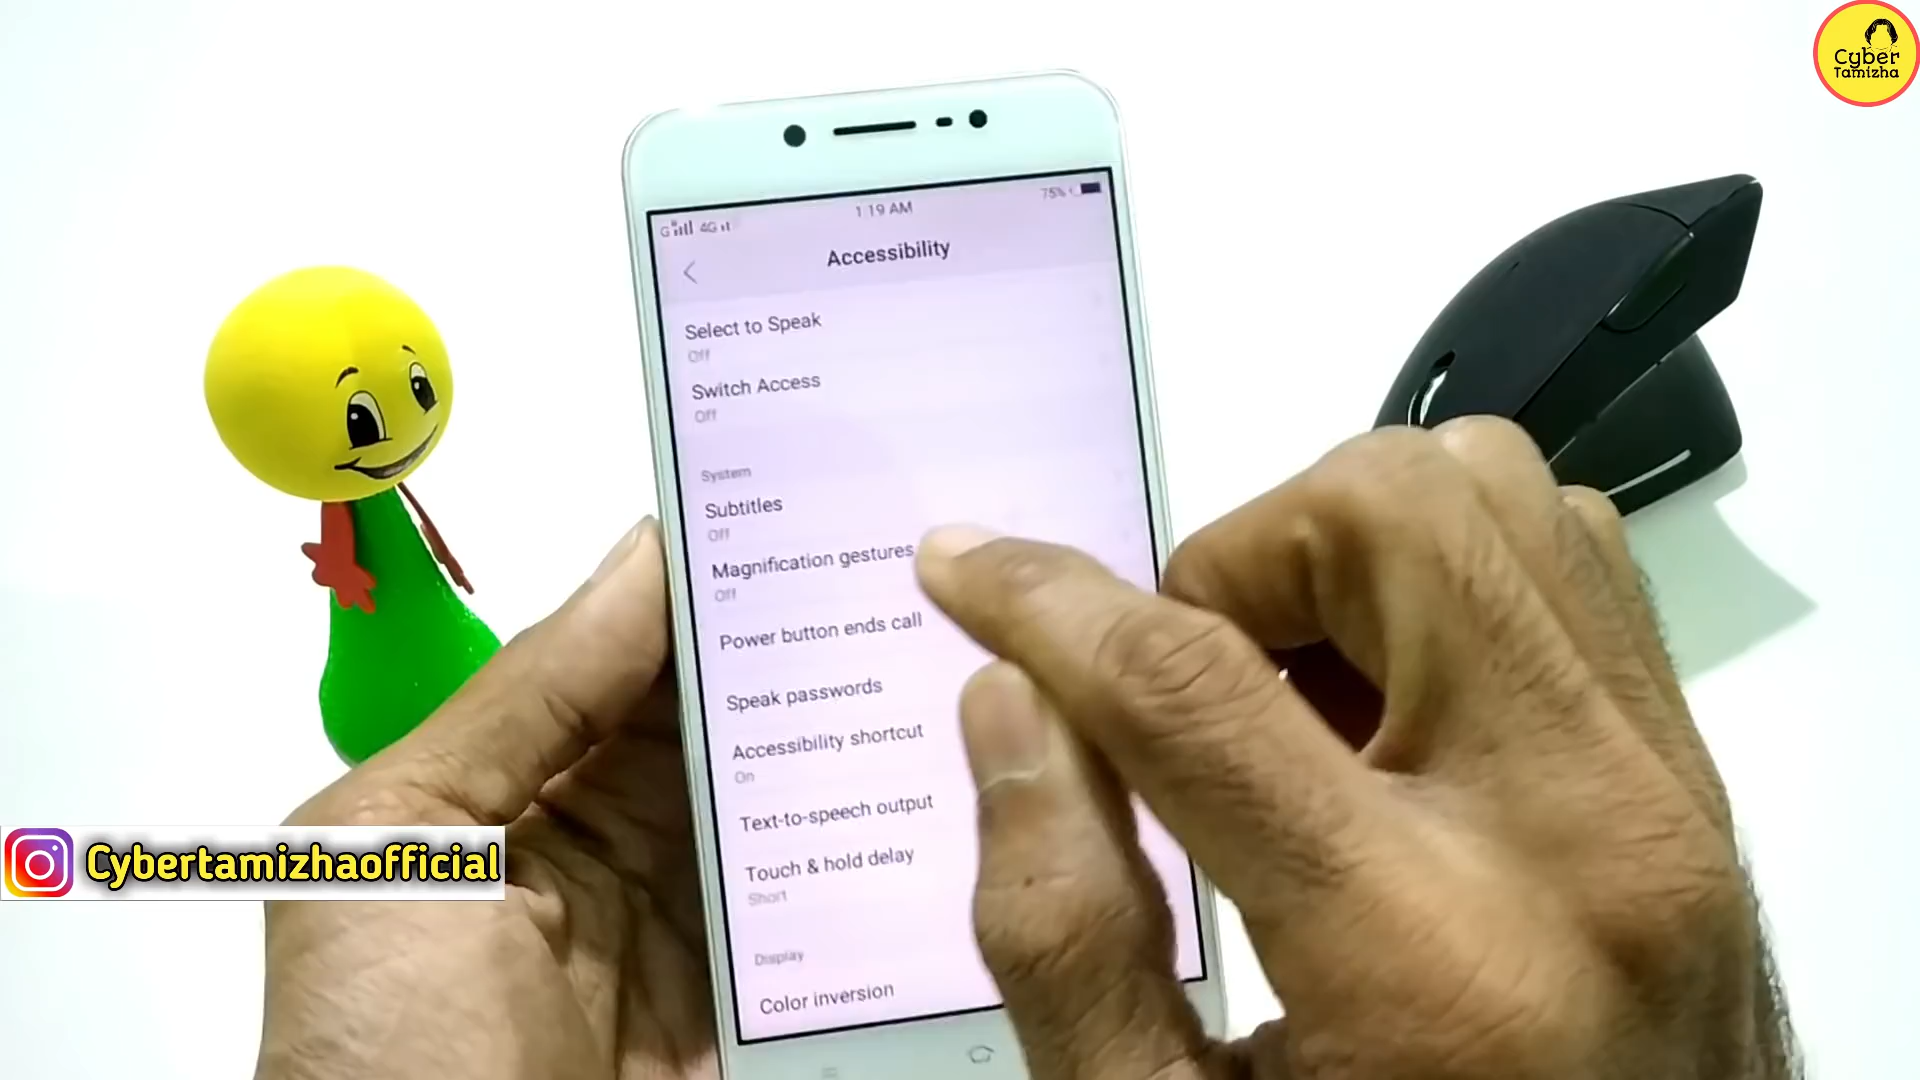 Cyber
Tamizha
G 4G
1:19 AM
75%
Accessibility
Select to Speak
Off
Switch Access
Off
System
Subtitles
Off
Magnification gestures
Off
Power button ends call
Speak passwords
Accessibility shortcut
On
Text-to-speech output
Touch & hold delay
Short
Display
Color inversion
Cybertamizhaofficial